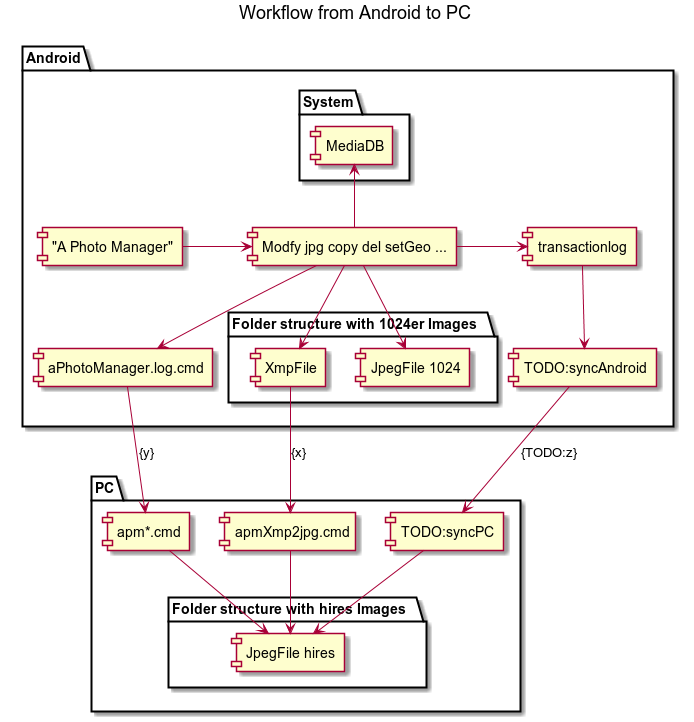 Workflow from Android to PC
Android
System
MediaDB
"A Photo Manager"
Modfy jpg copy del setGeo ...
transactionlog
Folder structure with 1024er Images
aPhotoManager.log.cmd
XmpFile
JpegFile 1024
TODO:syncAndroid
{y}
{x}
{TODO:z}
PC
apm*.cmd
apmXmp2jpg.cmd
TODO:syncPC
Folder structure with hires Images
JpegFile hires